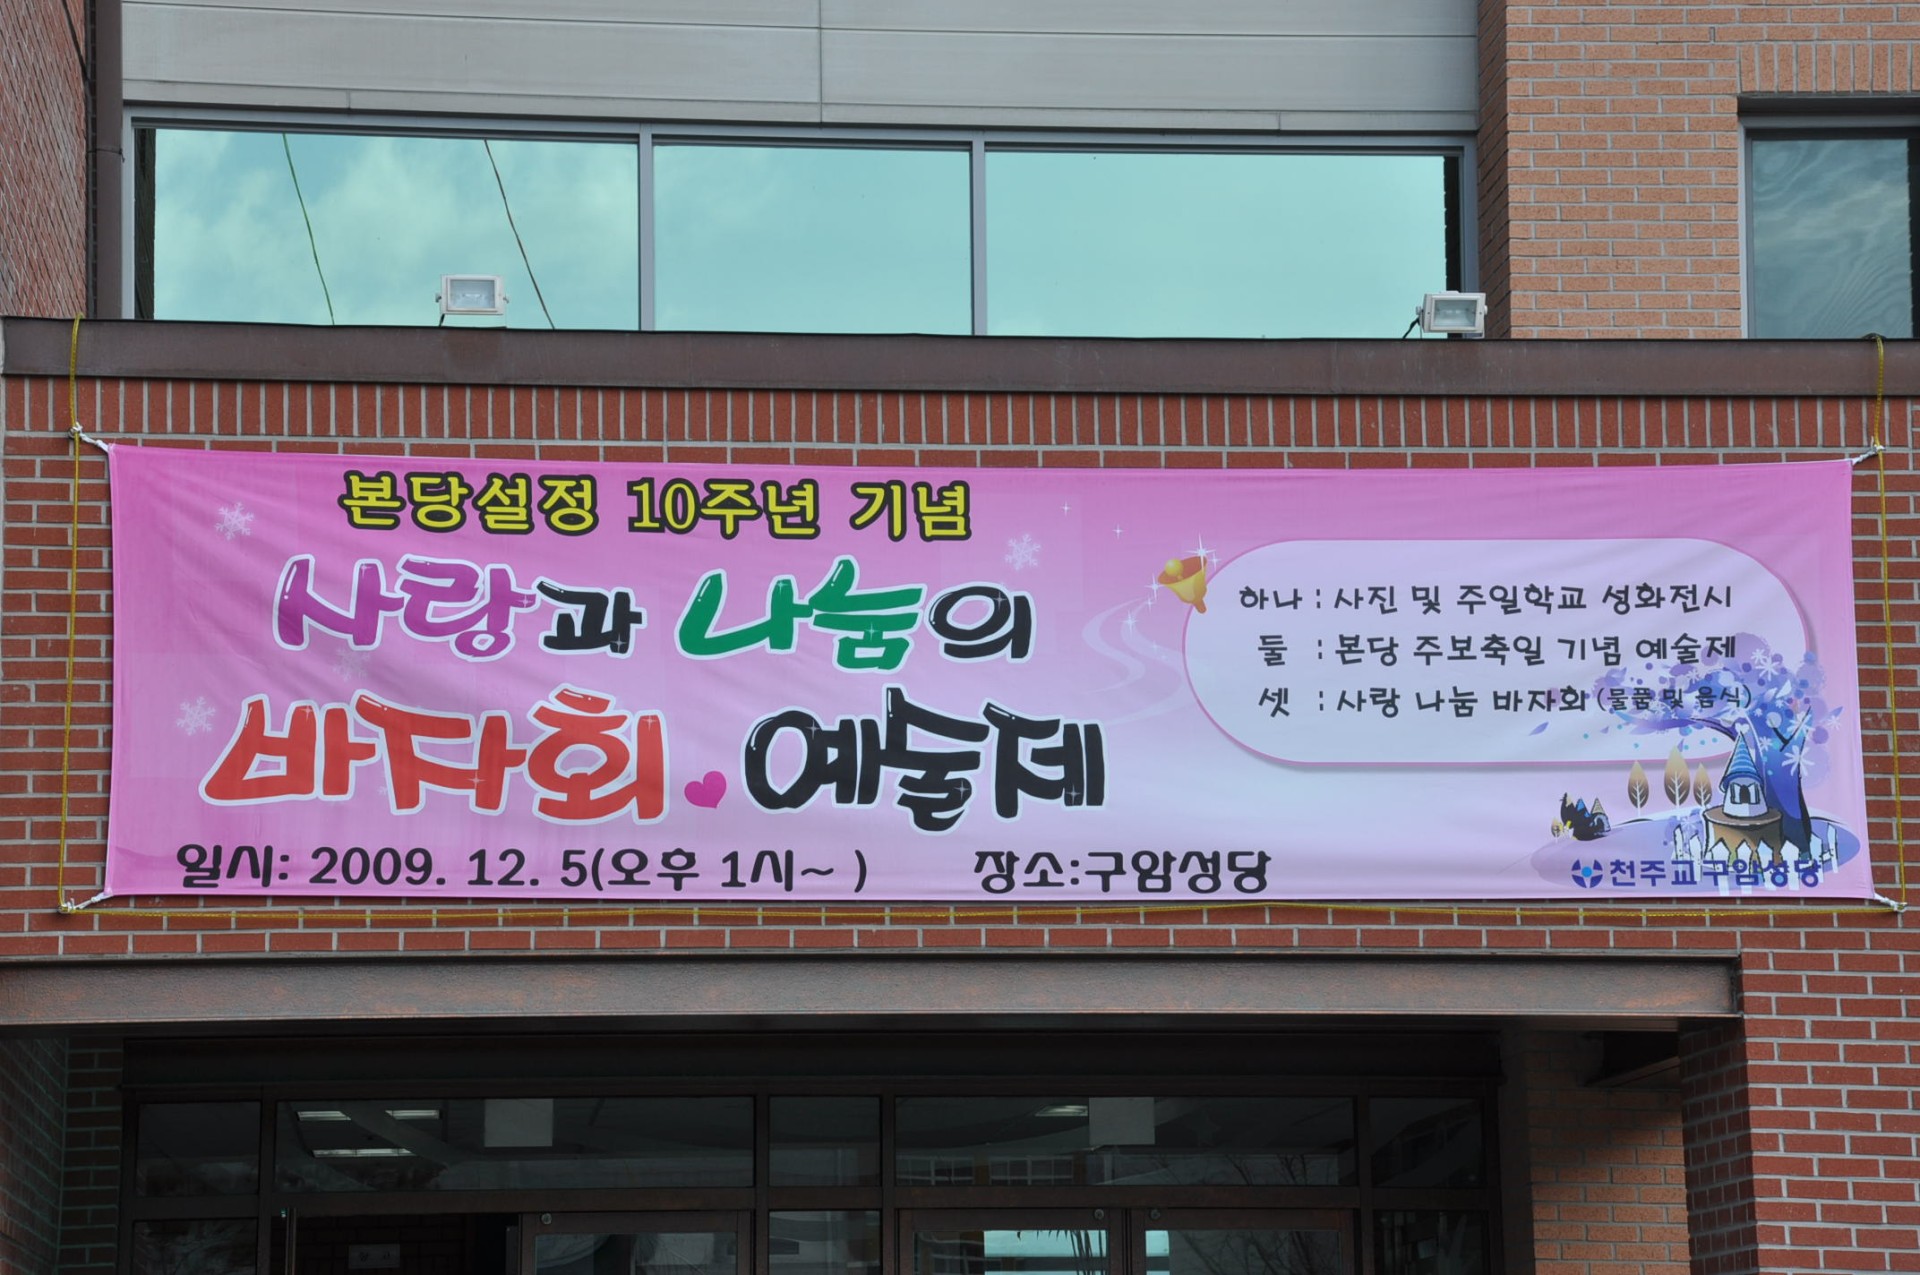 본당설정 10주년 기념
사랑과 나눔의
바자회 예술제
일시: 2009. 12. 5(오후 1시~ )
장소:구암성당
하나 : 사진 및 주일학교 성화전시
둘 : 본당 주보축일 기념 예술제
셋 : 사랑 나눔 바자회 (물품 및 음식)
천주교구암성당